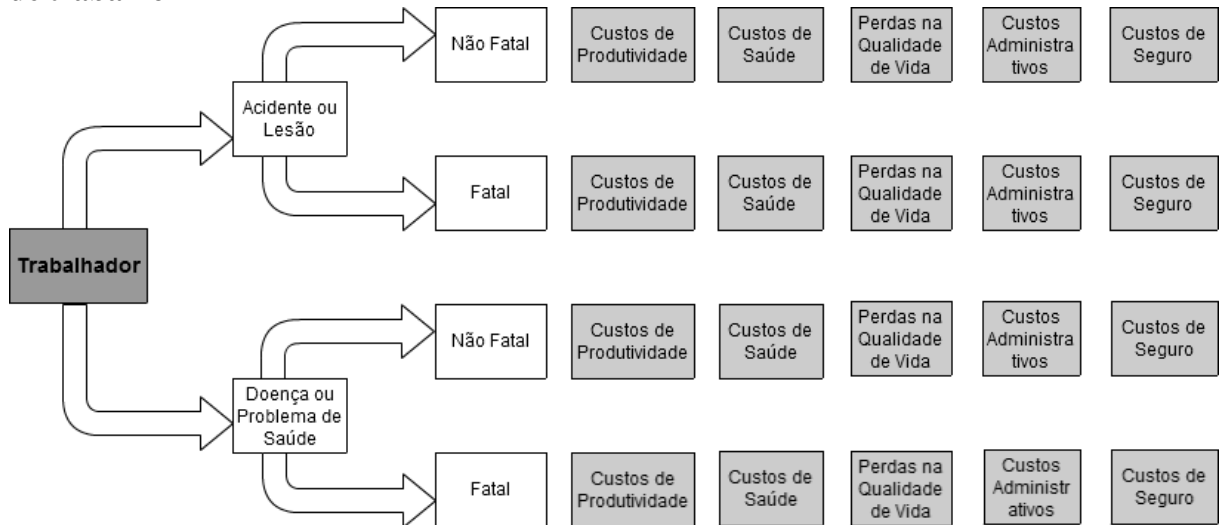 Não Fatal
Custos de
Produtividade
Custos de
Saúde
Perdas na
Qualidade
de Vida
Custos
Administra
tivos
Custos de
Seguro
Acidente ou
Lesão
Fatal
Custos de
Produtividade
Custos de
Saúde
Perdas na
Qualidade
de Vida
Custos
Administra
tivos
Custos de
Seguro
Trabalhador
Não Fatal
Custos de
Produtividade
Custos de
Saúde
Perdas na
Qualidade
de Vida
Custos
Administra
tivos
Custos de
Seguro
Doença ou
Problema de
Saúde
Fatal
Custos de
Produtividade
Custos de
Saúde
Perdas na
Qualidade
de Vida
Custos
Administr
ativos
Custos de
Seguro